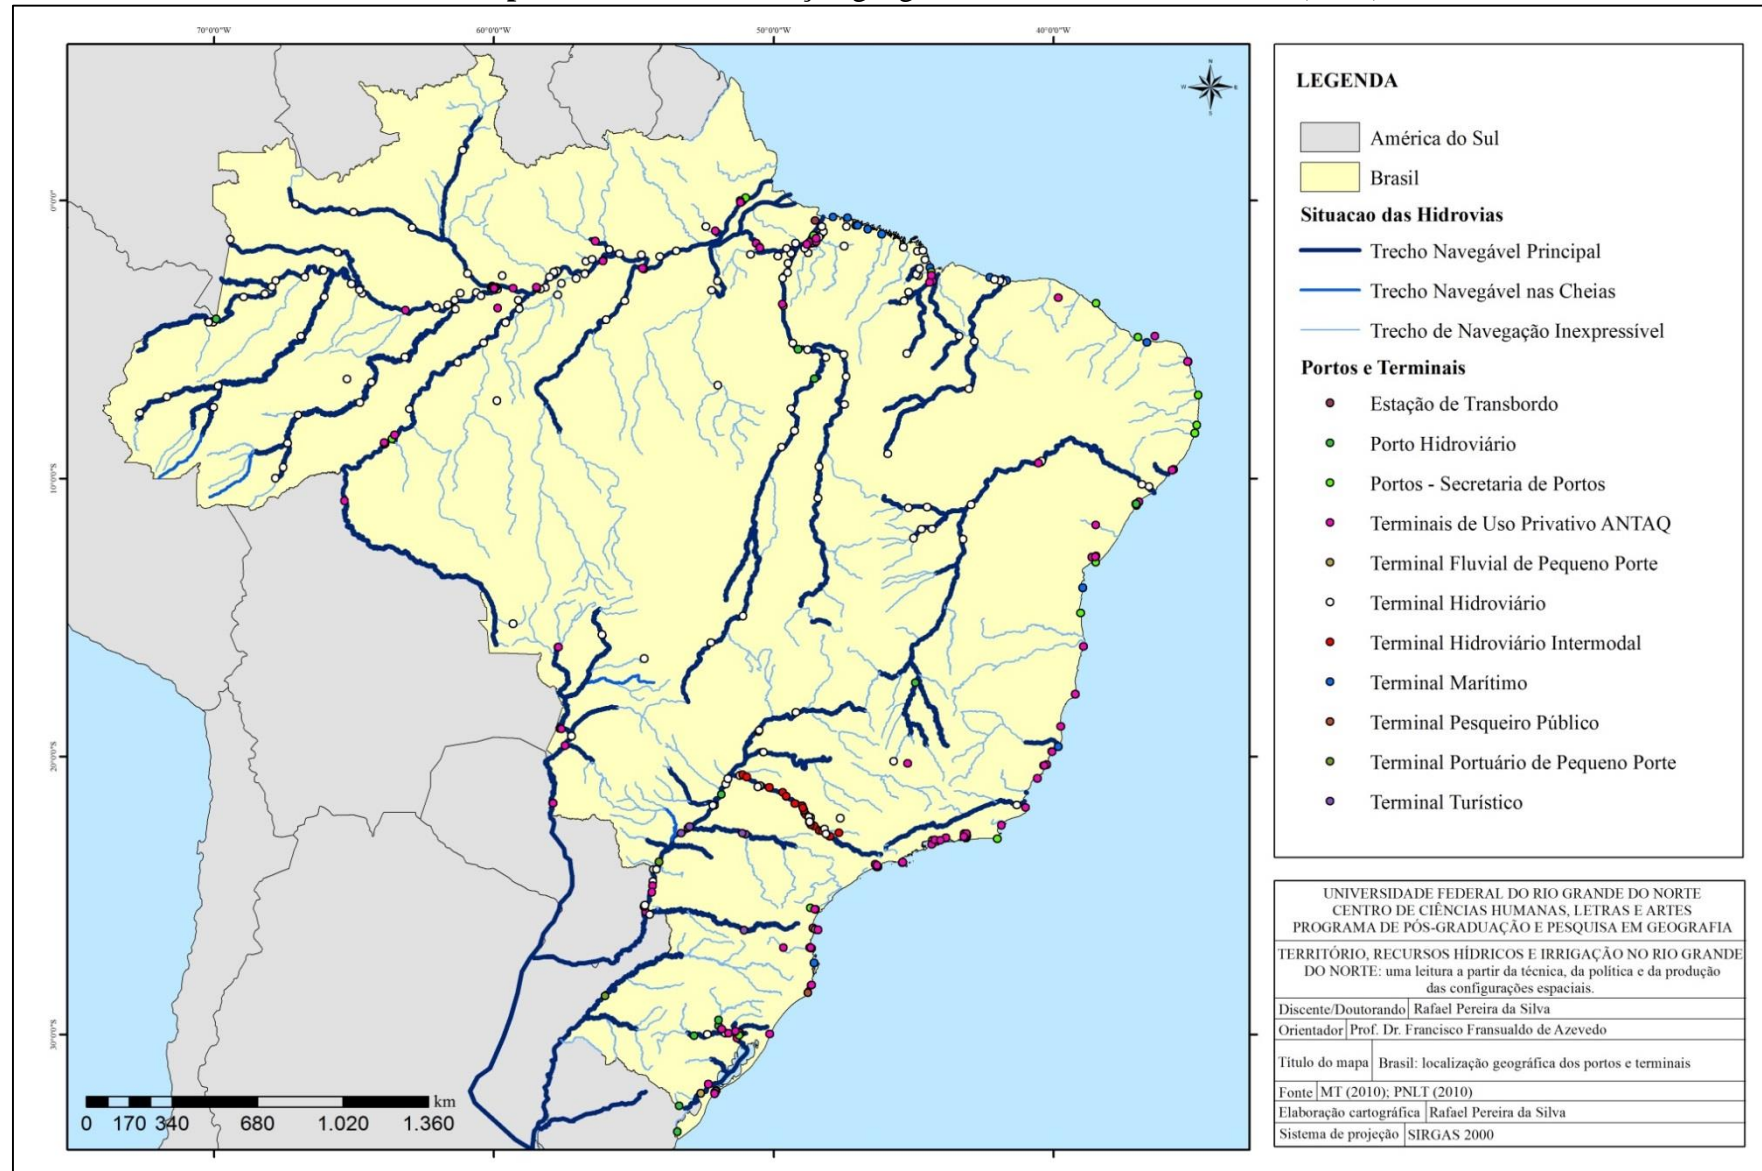 70°0'0"W
60°0'0"W
50°0'0"W
40°0'0"W
0°0'0"
10°0'0"S
20°0'0"S
30°0'0"S
N
W
E
S
km
0 170 340 680 1.020 1.360
LEGENDA
América do Sul
Brasil
Situacao das Hidrovias
Trecho Navegável Principal
Trecho Navegável nas Cheias
Trecho de Navegação Inexpressível
Portos e Terminais
Estação de Transbordo
Porto Hidroviário
Portos - Secretaria de Portos
Terminais de Uso Privativo ANTAQ
Terminal Fluvial de Pequeno Porte
Terminal Hidroviário
Terminal Hidroviário Intermodal
Terminal Marítimo
Terminal Pesqueiro Público
Terminal Portuário de Pequeno Porte
Terminal Turístico
UNIVERSIDADE FEDERAL DO RIO GRANDE DO NORTE
CENTRO DE CIÊNCIAS HUMANAS, LETRAS E ARTES
PROGRAMA DE PÓS-GRADUAÇÃO E PESQUISA EM GEOGRAFIA
TERRITÓRIO, RECURSOS HÍDRICOS E IRRIGAÇÃO NO RIO GRANDE
DO NORTE: uma leitura a partir da técnica, da política e da produção
das configurações espaciais.
Discente/Doutorando Rafael Pereira da Silva
Orientador Prof. Dr. Francisco Fransualdo de Azevedo
Título do mapa Brasil: localização geográfica dos portos e terminais
Fonte MT (2010); PNLT (2010)
Elaboração cartográfica Rafael Pereira da Silva
Sistema de projeção SIRGAS 2000